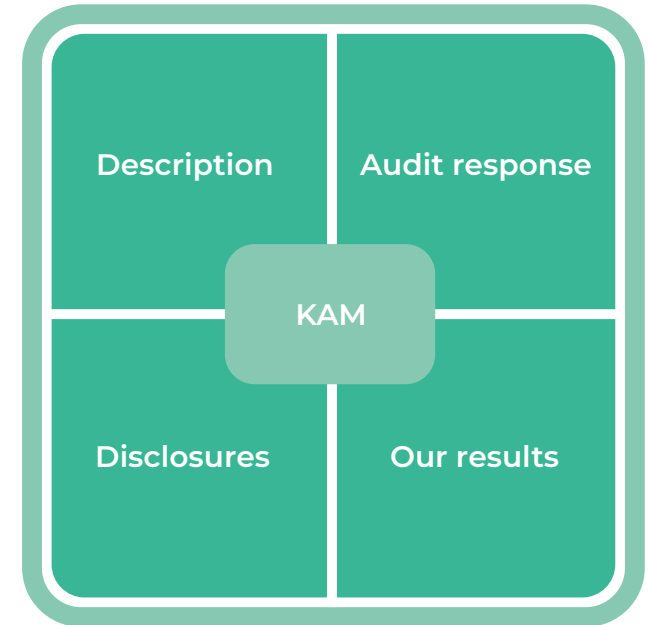 Description
Audit response
KAM
Disclosures
Our results